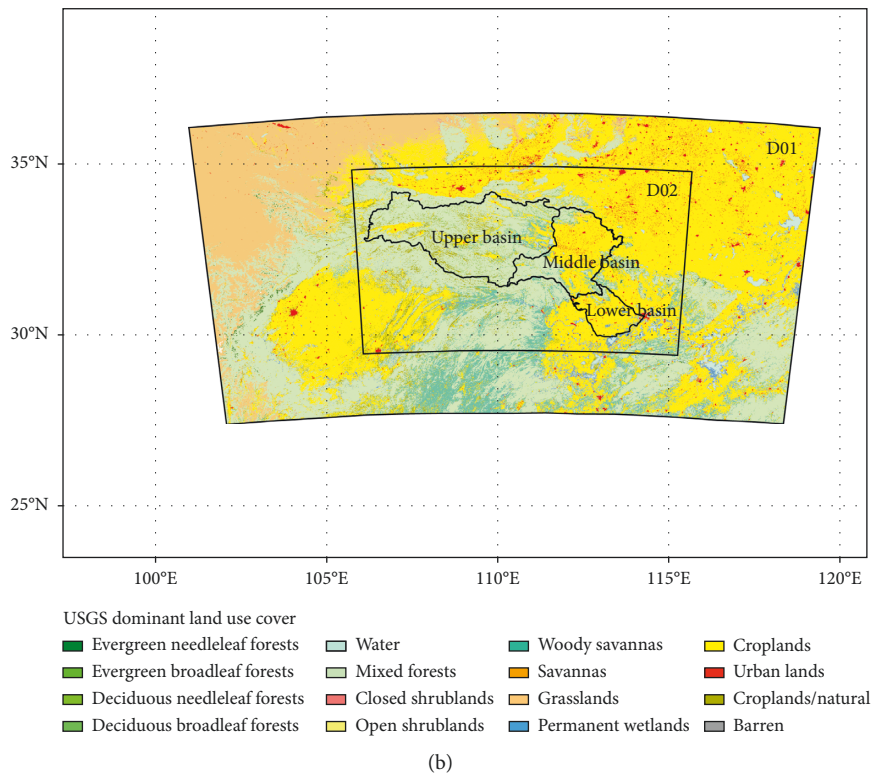 35°N
30°N
25°N
D01
D02
Upper basin
Middle basin
Lower basin
100°E 105°E 110°E 115°E 120°E
USGS dominant land use cover
Evergreen needleleaf forests Water Woody savannas Croplands
Evergreen broadleaf forests Mixed forests Savannas Urban lands
Deciduous needleleaf forests Closed shrublands Grasslands Croplands/natural
Deciduous broadleaf forests Open shrublands Permanent wetlands Barren
(b)